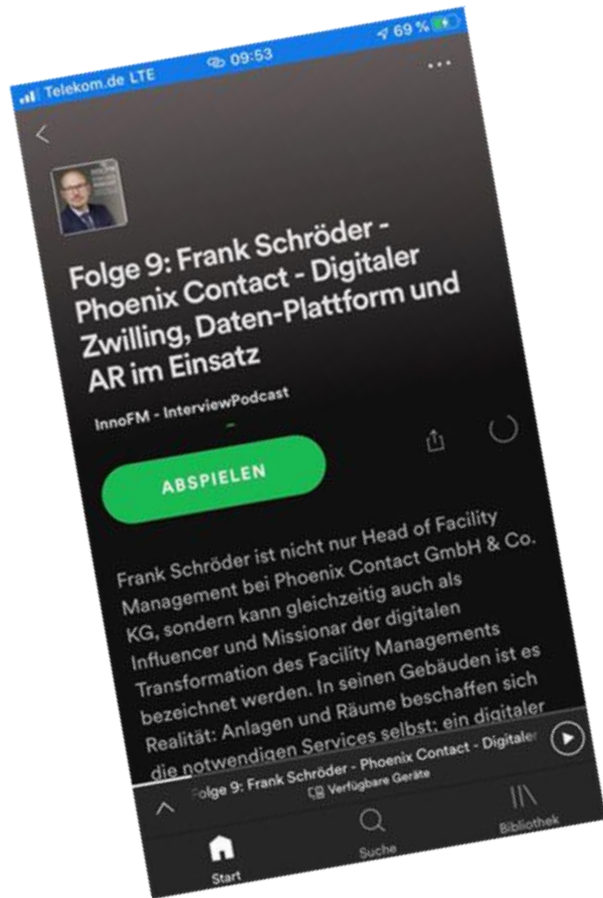 Telekom.de LTE 09:53 69 %
Folge 9: Frank Schröder -
Phoenix Contact - Digitaler
Zwilling, Daten-Plattform und
AR im Einsatz
InnoFM - InterviewPodcast
ABSPIELEN
Frank Schröder ist nicht nur Head of Facility
Management bei Phoenix Contact GmbH & Co.
KG, sondern kann gleichzeitig auch als
Influencer und Missionar der digitalen
Transformation des Facility Managements
bezeichnet werden. In seinen Gebäuden ist es
Realität: Anlagen und Räume beschaffen sich
die notwendigen Services selbst; ein digitaler
Folge 9: Frank Schröder - Phoenix Contact - Digitaler
Verfügbare Geräte
Start
Suche
Bibliothek